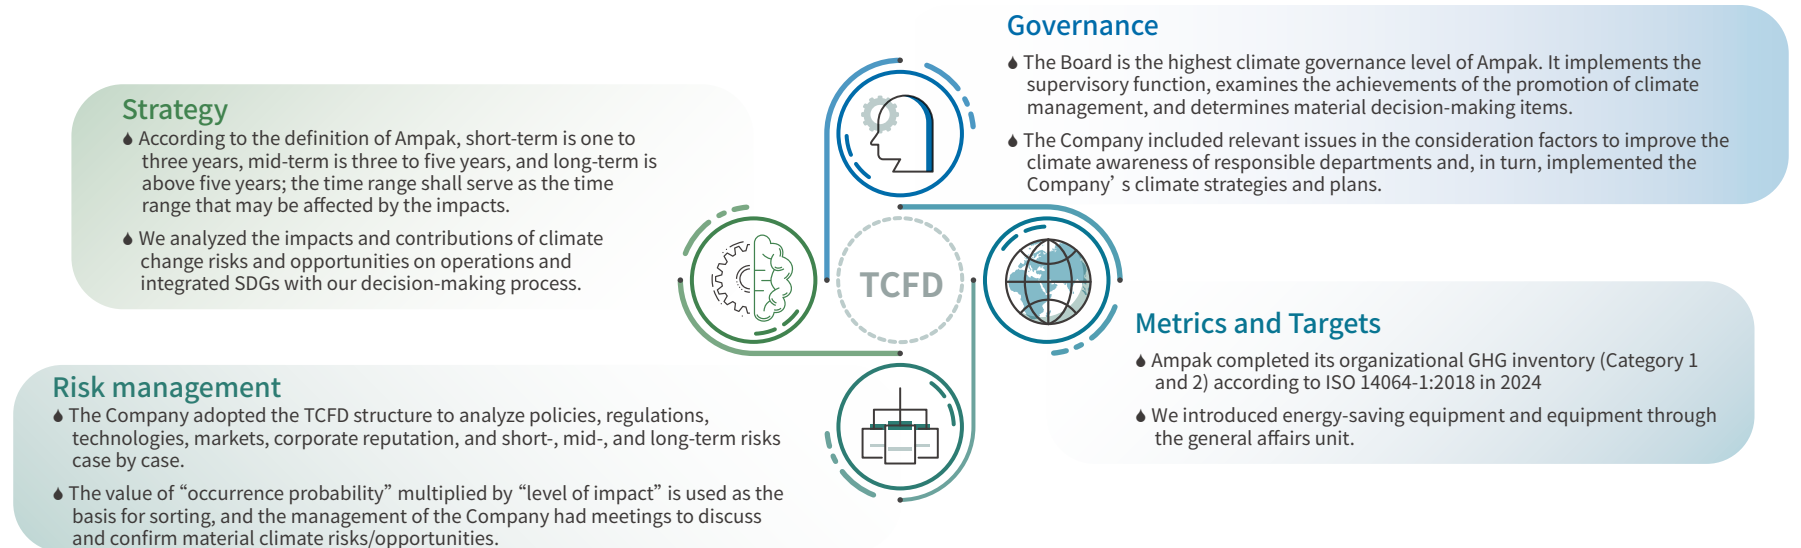 Governance
The Board is the highest climate governance level of Ampak. It implements the
supervisory function, examines the achievements of the promotion of climate
management, and determines material decision-making items.
The Company included relevant issues in the consideration factors to improve the
climate awareness of responsible departments and, in turn, implemented the
Company’ s climate strategies and plans.
Strategy
According to the definition of Ampak, short-term is one to
three years, mid-term is three to five years, and long-term is
above five years; the time range shall serve as the time
range that may be affected by the impacts.
We analyzed the impacts and contributions of climate
change risks and opportunities on operations and
integrated SDGs with our decision-making process.
TCFD
Metrics and Targets
Ampak completed its organizational GHG inventory (Category 1
and 2) according to ISO 14064-1:2018 in 2024
We introduced energy-saving equipment and equipment through
the general affairs unit.
Risk management
The Company adopted the TCFD structure to analyze policies, regulations,
technologies, markets, corporate reputation, and short-, mid-, and long-term risks
case by case.
The value of “occurrence probability” multiplied by “level of impact” is used as the
basis for sorting, and the management of the Company had meetings to discuss
and confirm material climate risks/opportunities.